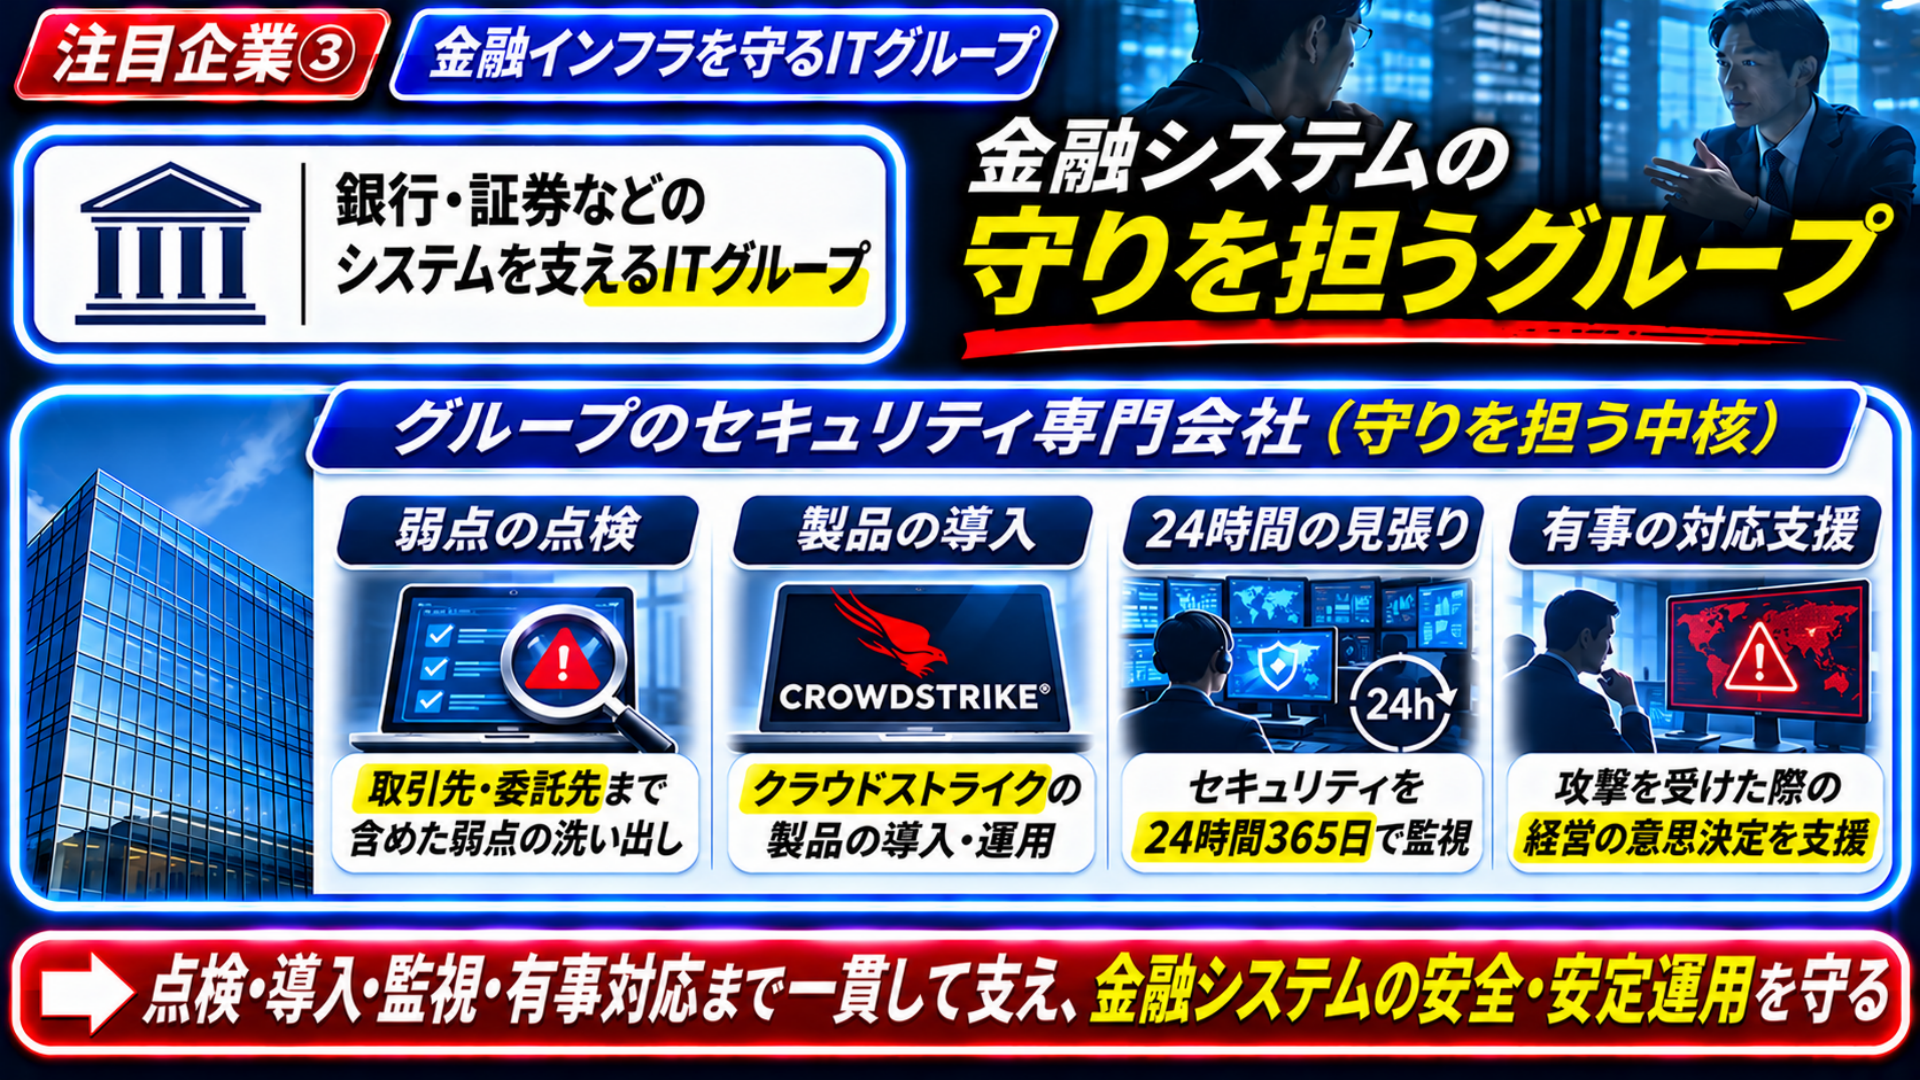 注目企業③
金融インフラを守るITグループ
銀行・証券などの
システムを支えるITグループ
金融システムの
守りを担うグループ
グループのセキュリティ専門会社（守りを担う中核）
弱点の点検
取引先・委託先まで
含めた弱点の洗い出し
製品の導入
CROWDSTRIKE®
クラウドストライクの
製品の導入・運用
24時間の見張り
24h
セキュリティを
24時間365日で監視
有事の対応支援
攻撃を受けた際の
経営の意思決定を支援
点検・導入・監視・有事対応まで一貫して支え、金融システムの安全・安定運用を守る